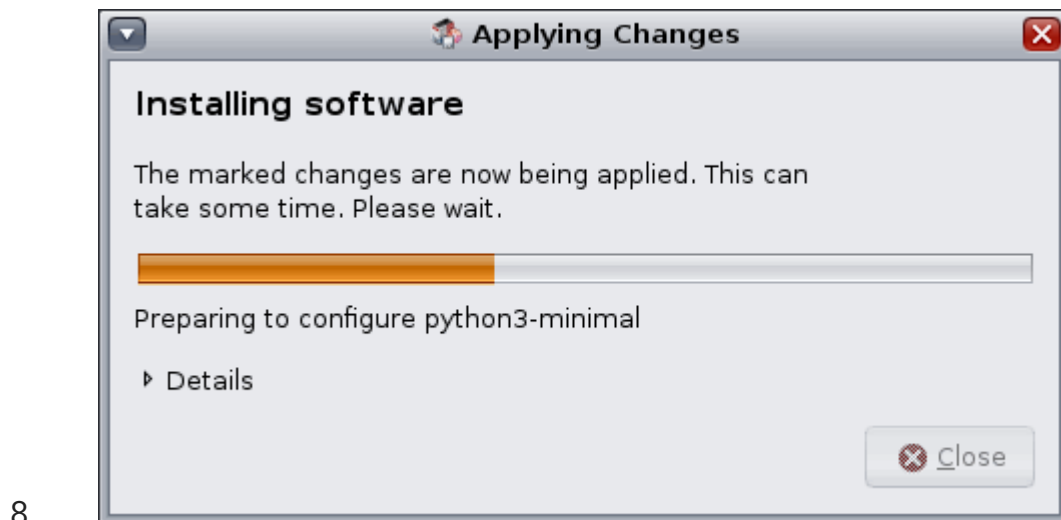 Applying Changes
Installing software
The marked changes are now being applied. This can
take some time. Please wait.
Preparing to configure python3-minimal
Details
Close
8